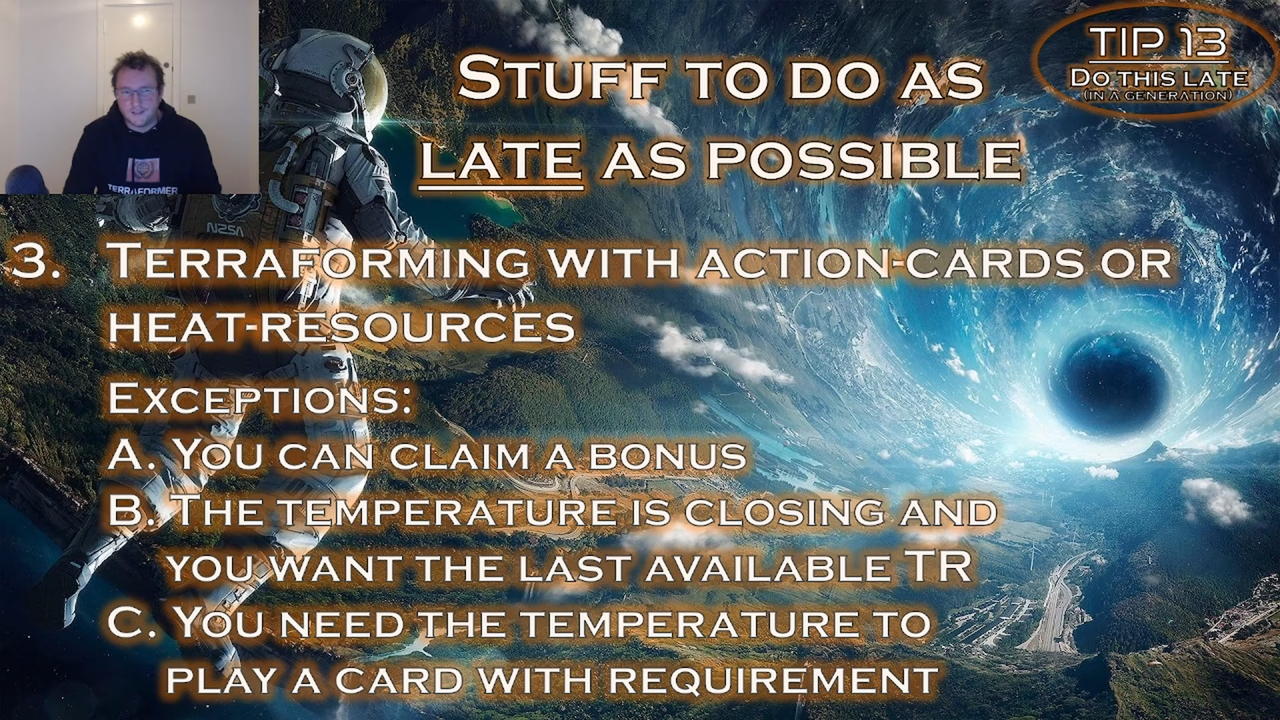 TIP 13
DO THIS LATE
(IN A GENERATION)
STUFF TO DO AS
LATE AS POSSIBLE
TERRAFORMER
NZSA
3. TERRAFORMING WITH ACTION-CARDS OR
HEAT-RESOURCES
EXCEPTIONS:
A. YOU CAN CLAIM A BONUS
B. THE TEMPERATURE IS CLOSING AND
YOU WANT THE LAST AVAILABLE TR
C. YOU NEED THE TEMPERATURE TO
PLAY A CARD WITH REQUIREMENT